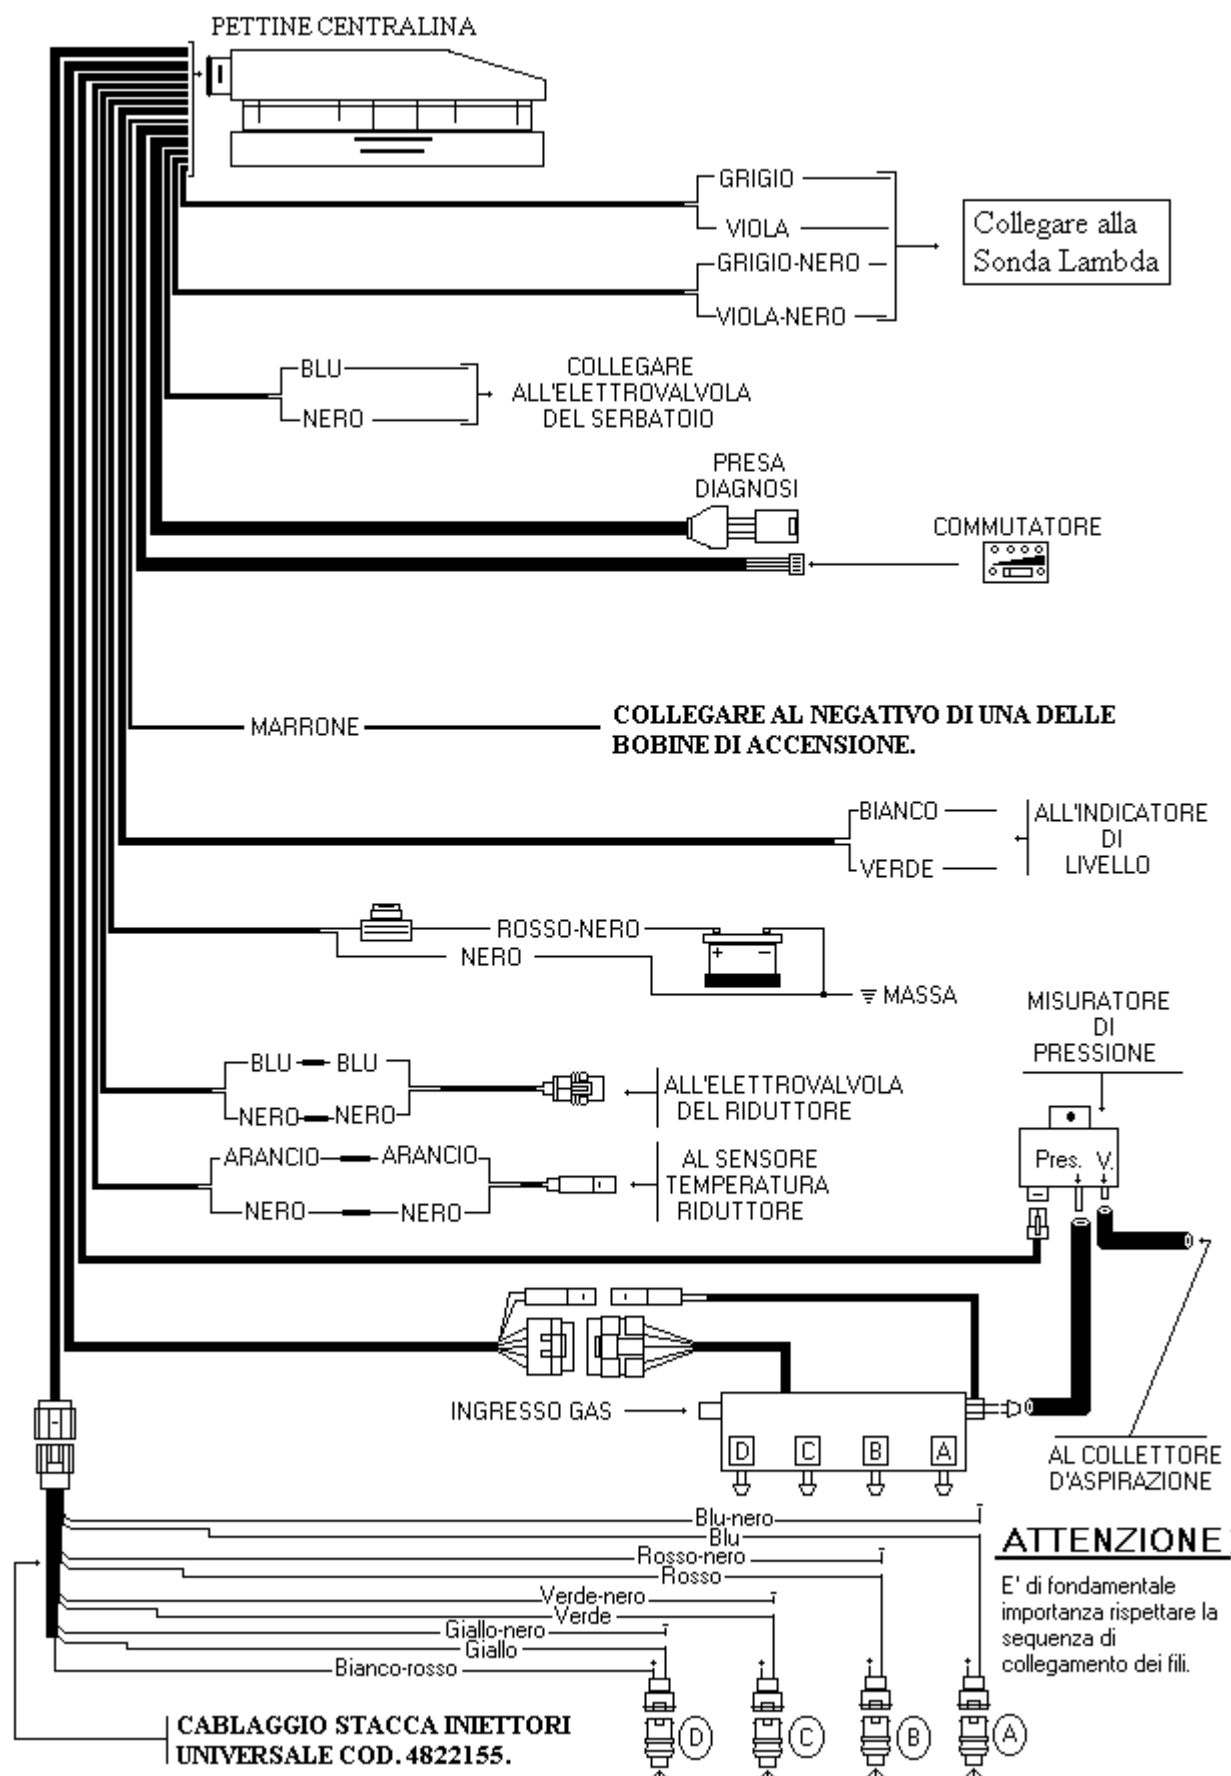 PETTINE CENTRALINA
GRIGIO
VIOLA
GRIGIO-NERO
VIOLA-NERO
Collegare alla
Sonda Lambda
BLU
NERO
COLLEGARE
ALL'ELETTROVALVOLA
DEL SERBATOIO
PRESA
DIAGNOSI
COMMUTATORE
MARRONE
COLLEGARE AL NEGATIVO DI UNA DELLE
BOBINE DI ACCENSIONE.
BIANCO
VERDE
ALL'INDICATORE
DI
LIVELLO
ROSSO-NERO
NERO
+ −
MASSA
MISURATORE
DI
PRESSIONE
BLU BLU
NERO NERO
ALL'ELETTROVALVOLA
DEL RIDUTTORE
ARANCIO ARANCIO
NERO NERO
AL SENSORE
TEMPERATURA
RIDUTTORE
Pres. V.
INGRESSO GAS
D C B A
AL COLLETTORE
D'ASPIRAZIONE
Blu-nero
Blu
Rosso-nero
Rosso
Verde-nero
Verde
Giallo-nero
Giallo
Bianco-rosso
ATTENZIONE
E' di fondamentale
importanza rispettare la
sequenza di
collegamento dei fili.
CABLAGGIO STACCA INIETTORI
UNIVERSALE COD. 4822155.
D C B A